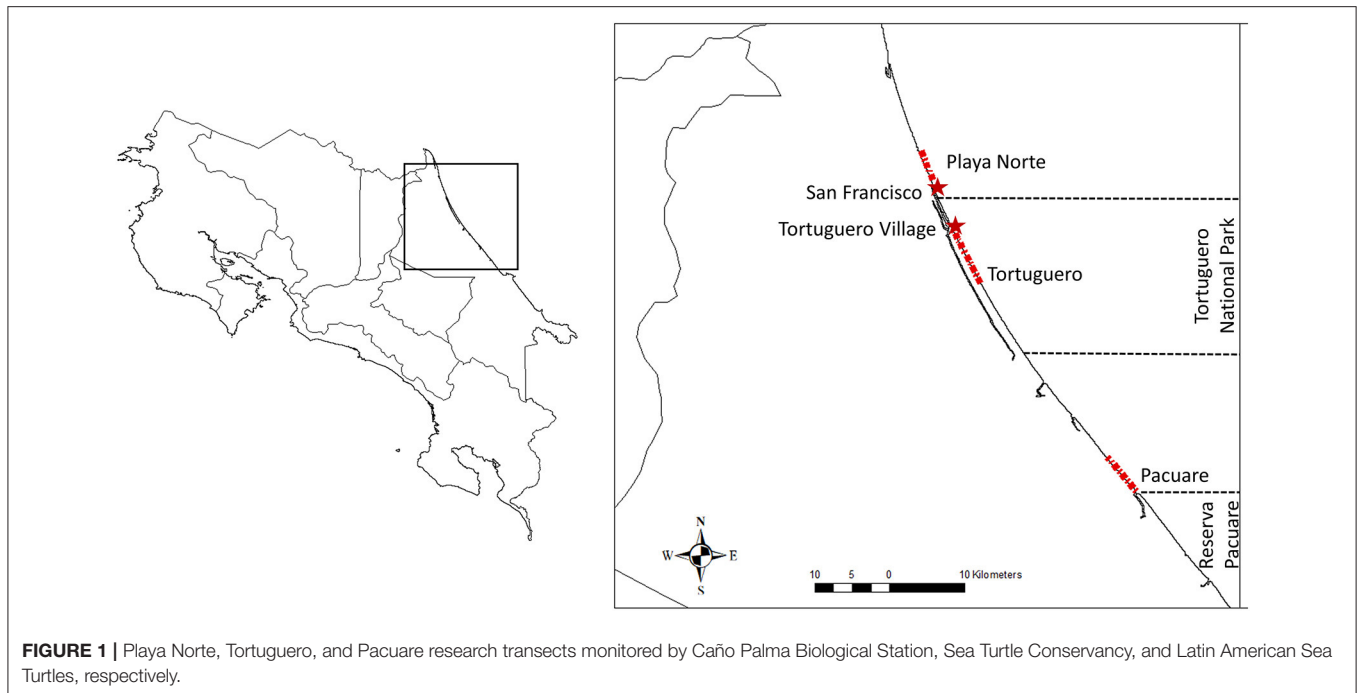 Playa Norte
San Francisco
Tortuguero Village
Tortuguero
Tortuguero
National Park
Pacuare
Reserva
Pacuare
N
W E
S
10 5 0 10 Kilometers
FIGURE 1 | Playa Norte, Tortuguero, and Pacuare research transects monitored by Caño Palma Biological Station, Sea Turtle Conservancy, and Latin American Sea
Turtles, respectively.